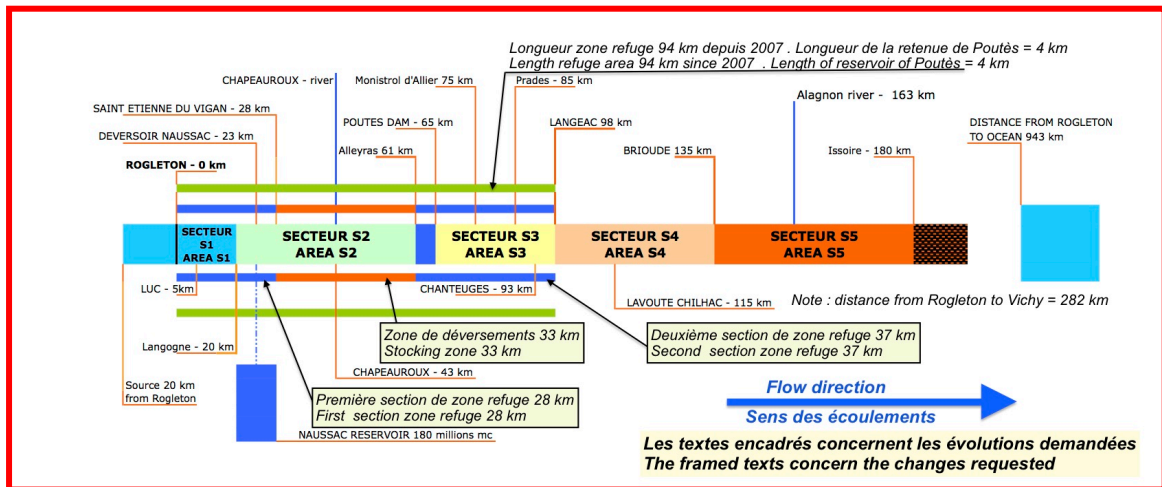 Longueur zone refuge 94 km depuis 2007 . Longueur de la retenue de Poutès = 4 km
Length refuge area 94 km since 2007 . Length of reservoir of Poutès = 4 km
CHAPEAUROUX - river
Monistrol d'Allier 75 km
Prades - 85 km
Alagnon river - 163 km
SAINT ETIENNE DU VIGAN - 28 km
POUTES DAM - 65 km
LANGEAC 98 km
DISTANCE FROM ROGLETON
TO OCEAN 943 km
DEVERSOIR NAUSSAC - 23 km
Alleyras 61 km
BRIOUDE 135 km
Issoire - 180 km
ROGLETON - 0 km
SECTEUR
S1
AREA S1
SECTEUR S2
AREA S2
SECTEUR S3
AREA S3
SECTEUR S4
AREA S4
SECTEUR S5
AREA S5
LUC - 5km
CHANTEUGES - 93 km
LAVOUTE CHILHAC - 115 km
Note : distance from Rogleton to Vichy = 282 km
Zone de déversements 33 km
Stocking zone 33 km
Deuxième section de zone refuge 37 km
Second section zone refuge 37 km
Langogne - 20 km
CHAPEAUROUX - 43 km
Source 20 km
from Rogleton
Première section de zone refuge 28 km
First section zone refuge 28 km
Flow direction
Sens des écoulements
NAUSSAC RESERVOIR 180 millions mc
Les textes encadrés concernent les évolutions demandées
The framed texts concern the changes requested